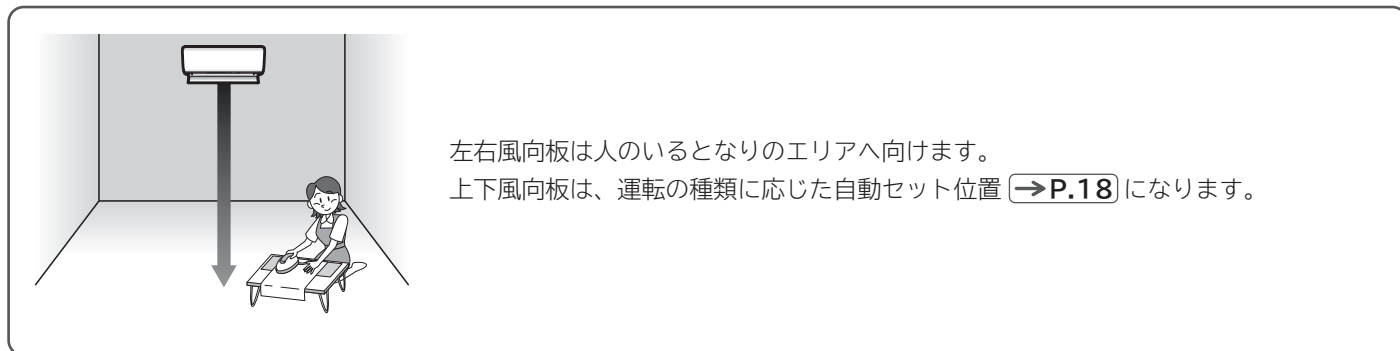 左右風向板は人のいるとなりのエリアへ向けます。
上下風向板は、運転の種類に応じた自動セット位置 →P.18 になります。